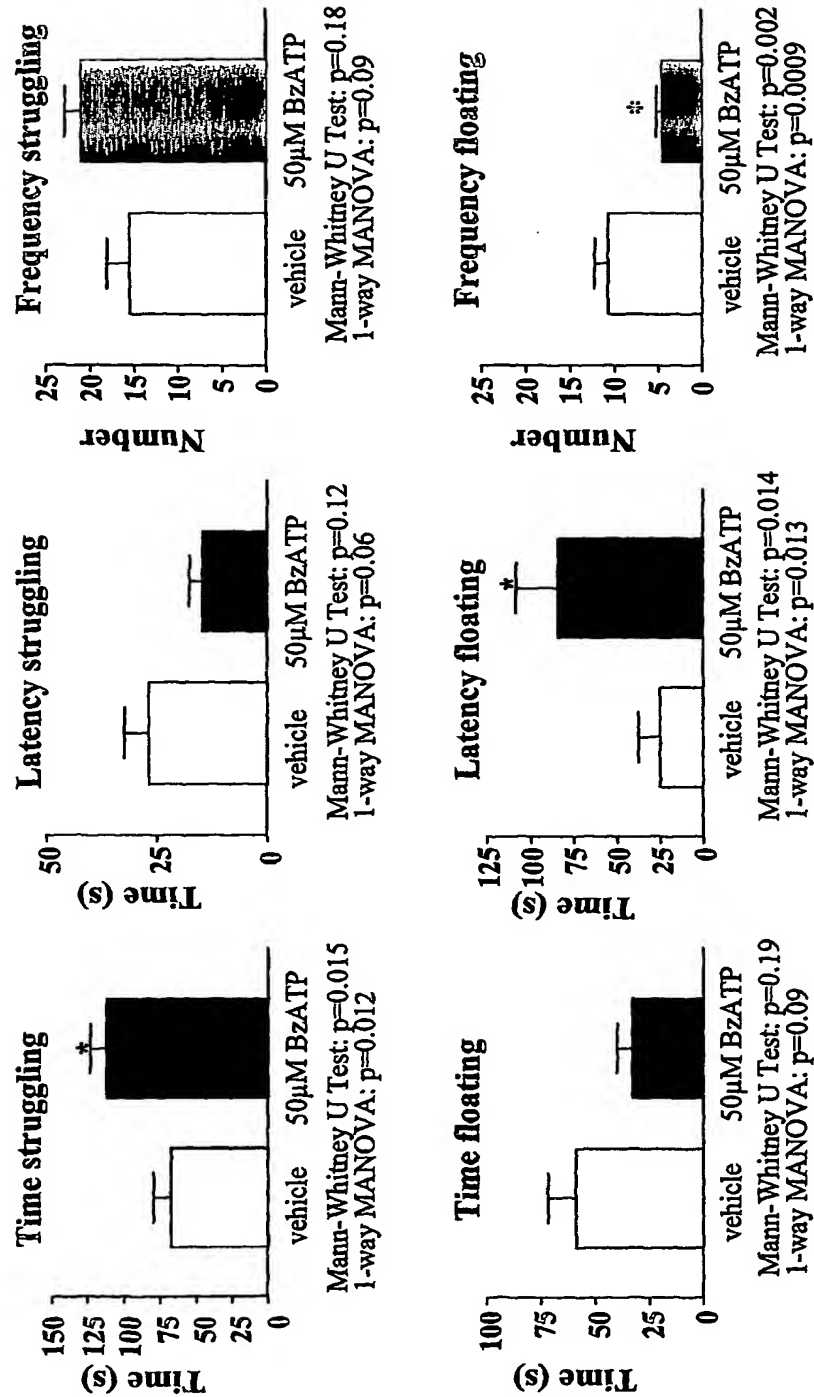 Time struggling
Time (s)
150
125
100
75
50
25
0
*
vehicle 50µM BzATP
Mann-Whitney U Test: p=0.015
1-way MANOVA: p=0.012
Latency struggling
Time (s)
50
25
0
vehicle 50µM BzATP
Mann-Whitney U Test: p=0.12
1-way MANOVA: p=0.06
Frequency struggling
Number
25
20
15
10
5
0
vehicle 50µM BzATP
Mann-Whitney U Test: p=0.18
1-way MANOVA: p=0.09
Time floating
Time (s)
100
75
50
25
0
vehicle 50µM BzATP
Mann-Whitney U Test: p=0.19
1-way MANOVA: p=0.09
Latency floating
Time (s)
125
100
75
50
25
0
*
vehicle 50µM BzATP
Mann-Whitney U Test: p=0.014
1-way MANOVA: p=0.013
Frequency floating
Number
25
20
15
10
5
0
*
vehicle 50µM BzATP
Mann-Whitney U Test: p=0.002
1-way MANOVA: p=0.0009